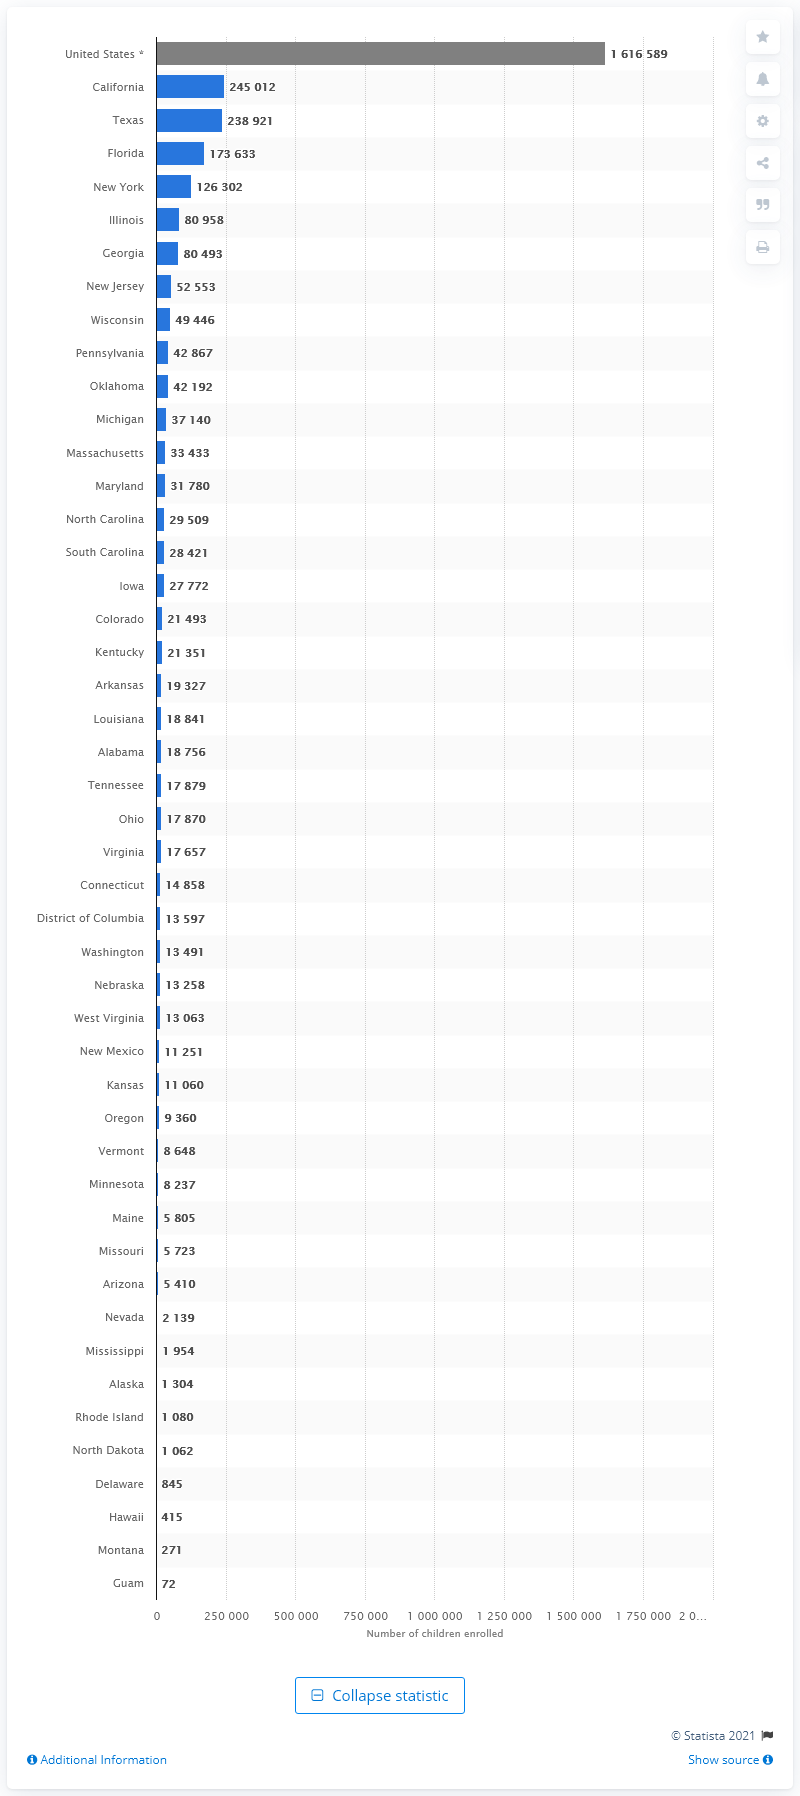 United States * 1 616 589
California 245 012
Texas 238 921
Florida 173 633
New York 126 302
Illinois 80 958
Georgia 80 493
New Jersey 52 553
Wisconsin 49 446
Pennsylvania 42 867
Oklahoma 42 192
Michigan 37 140
Massachusetts 33 433
Maryland 31 780
North Carolina 29 509
South Carolina 28 421
Iowa 27 772
Colorado 21 493
Kentucky 21 351
Arkansas 19 327
Louisiana 18 841
Alabama 18 756
Tennessee 17 879
Ohio 17 870
Virginia 17 657
Connecticut 14 858
District of Columbia 13 597
Washington 13 491
Nebraska 13 258
West Virginia 13 063
New Mexico 11 251
Kansas 11 060
Oregon 9 360
Vermont 8 648
Minnesota 8 237
Maine 5 805
Missouri 5 723
Arizona 5 410
Nevada 2 139
Mississippi 1 954
Alaska 1 304
Rhode Island 1 080
North Dakota 1 062
Delaware 845
Hawaii 415
Montana 271
Guam 72
0 250 000 500 000 750 000 1 000 000 1 250 000 1 500 000 1 750 000 2 0...
Number of children enrolled
Collapse statistic
© Statista 2021
Additional Information Show source